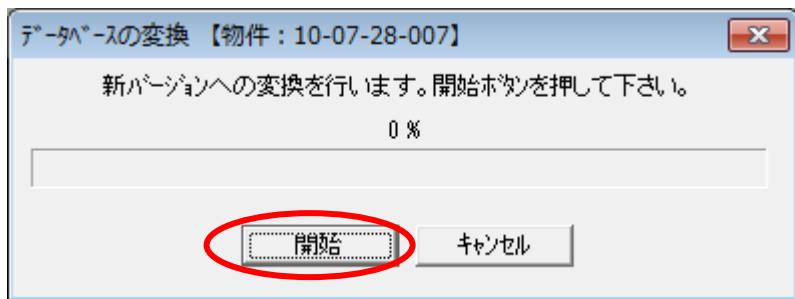 ﾃﾞｰﾀﾍﾞｰｽの変換 【物件：10-07-28-007】
新ﾊﾞｰｼﾞｮﾝへの変換を行います。開始ﾎﾞﾀﾝを押して下さい。
0 %
開始
ｷｬﾝｾﾙ